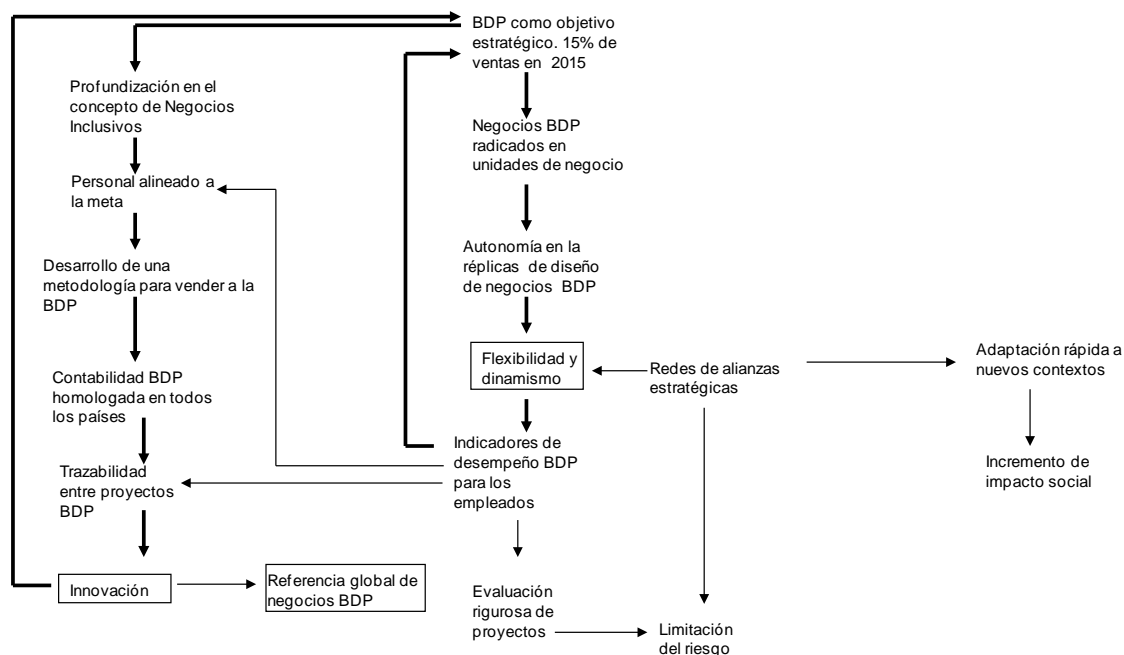 BDP como objetivo
estratégico. 15% de
ventas en 2015
Profundización en el
concepto de Negocios
Inclusivos
Negocios BDP
radicados en
unidades de negocio
Personal alineado a
la meta
Autonomía en la
réplicas de diseño
de negocios BDP
Desarrollo de una
metodología para vender a la
BDP
Flexibilidad y
dinamismo
Redes de alianzas
estratégicas
Adaptación rápida a
nuevos contextos
Contabilidad BDP
homologada en todos
los países
Indicadores de
desempeño BDP
para los
empleados
Incremento de
impacto social
Trazabilidad
entre proyectos
BDP
Innovación
Referencia global de
negocios BDP
Evaluación
rigurosa de
proyectos
Limitación
del riesgo